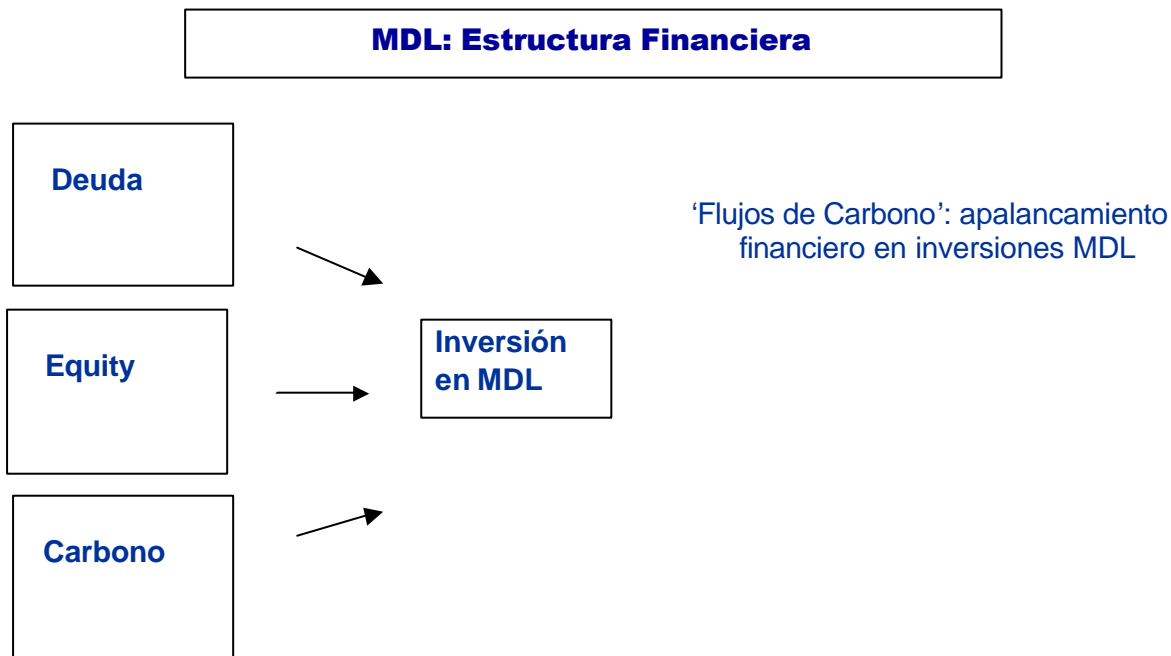 MDL: Estructura Financiera
Deuda
‘Flujos de Carbono’: apalancamiento
financiero en inversiones MDL
Equity
Inversión
en MDL
Carbono